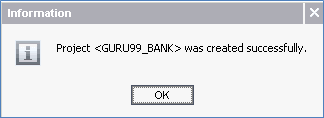 Information
Project <GURU99_BANK> was created successfully.
OK